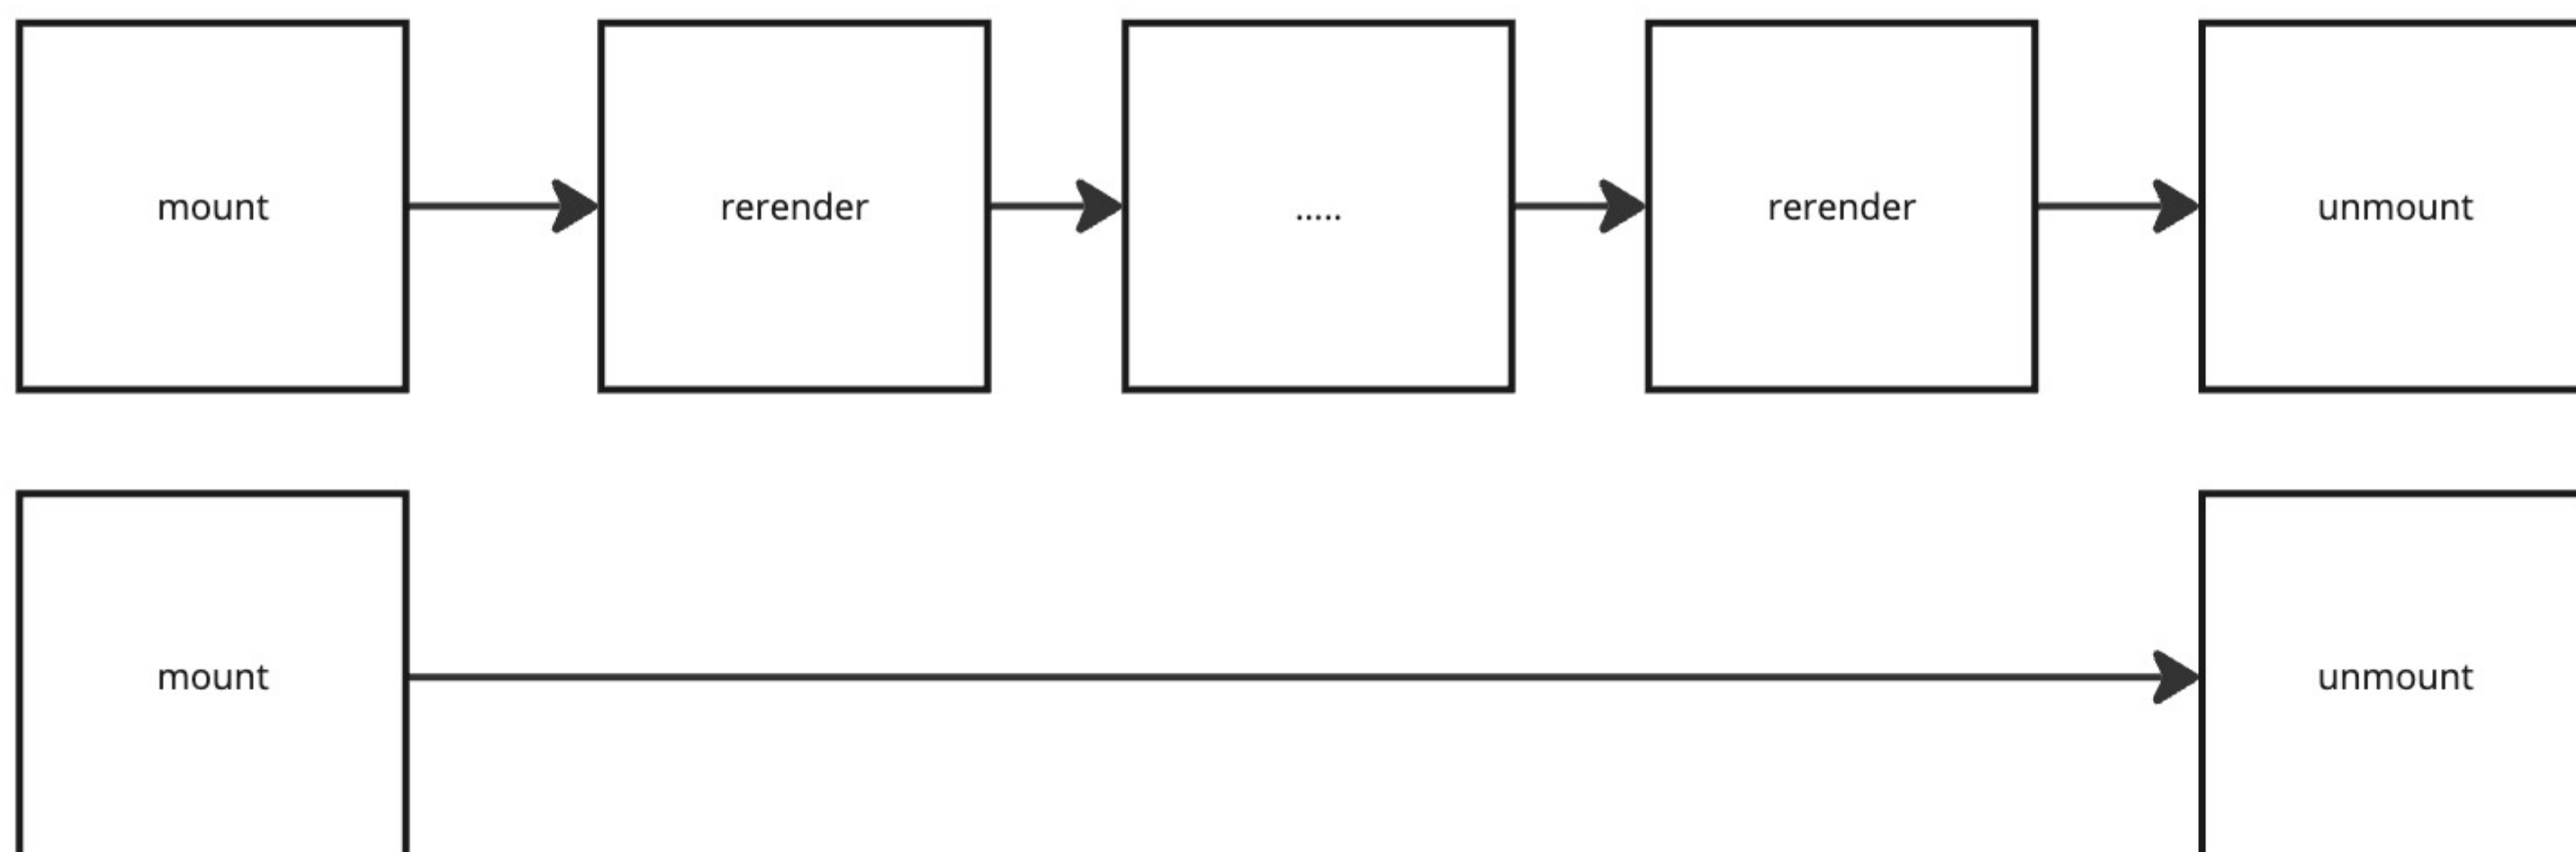 mount
rerender
.....
rerender
unmount
mount
unmount